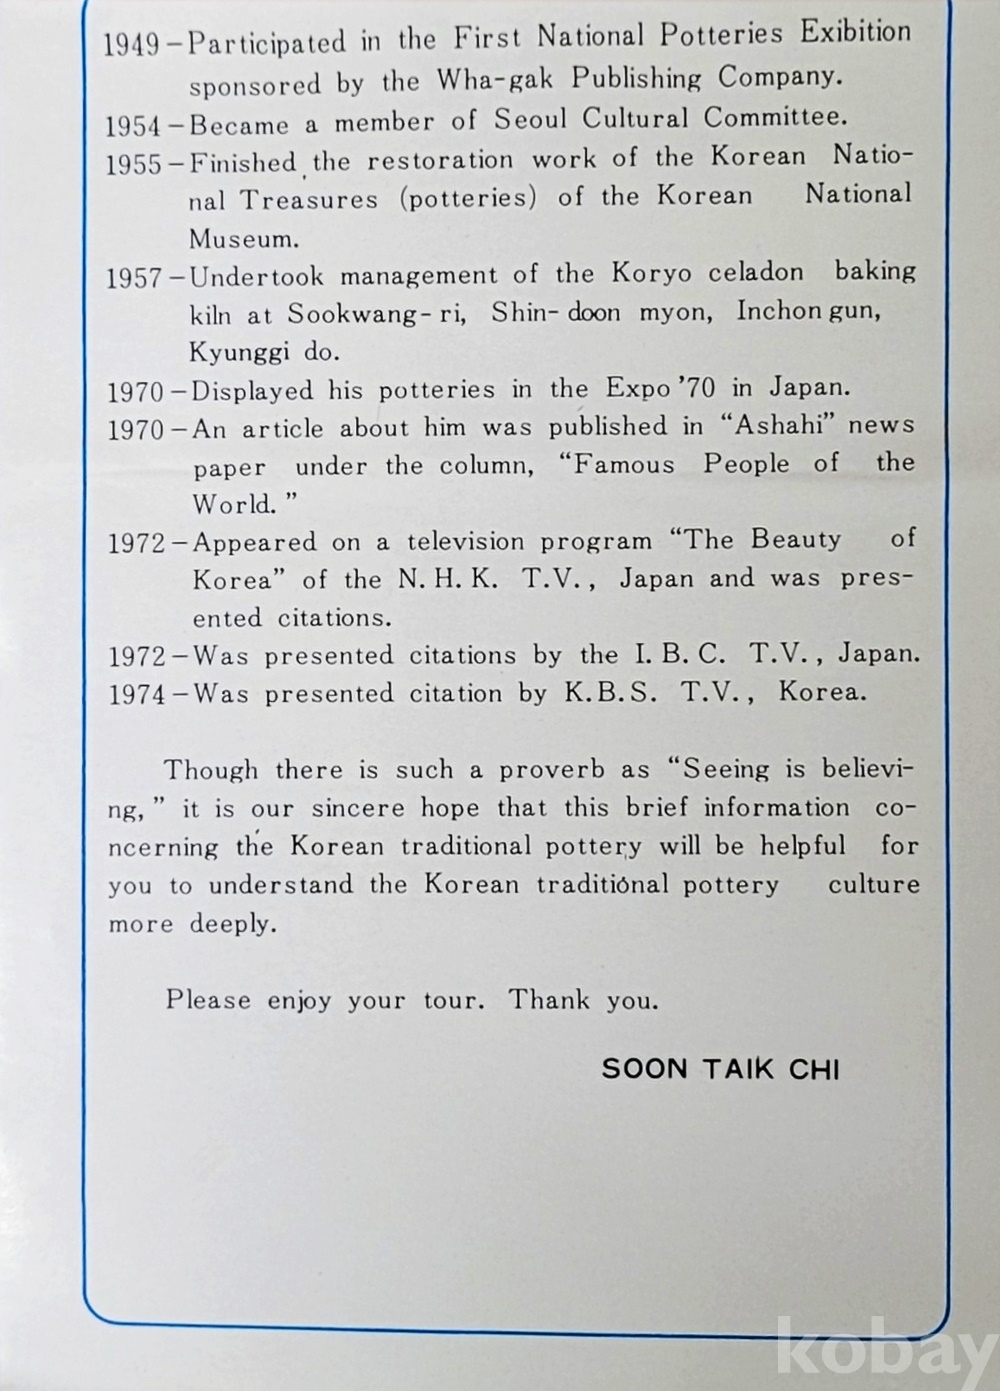 1949－Participated in the First National Potteries Exibition
sponsored by the Wha-gak Publishing Company.
1954－Became a member of Seoul Cultural Committee.
1955－Finished the restoration work of the Korean Natio-
nal Treasures (potteries) of the Korean National
Museum.
1957－Undertook management of the Koryo celadon baking
kiln at Sookwang-ri, Shin-doon myon, Inchon gun,
Kyunggi do.
1970－Displayed his potteries in the Expo '70 in Japan.
1970－An article about him was published in “Ashahi” news
paper under the column, “Famous People of the
World.”
1972－Appeared on a television program “The Beauty of
Korea” of the N.H.K. T.V., Japan and was pres-
ented citations.
1972－Was presented citations by the I.B.C. T.V., Japan.
1974－Was presented citation by K.B.S. T.V., Korea.
Though there is such a proverb as “Seeing is believi-
ng,” it is our sincere hope that this brief information co-
ncerning the Korean traditional pottery will be helpful for
you to understand the Korean traditional pottery culture
more deeply.
Please enjoy your tour. Thank you.
SOON TAIK CHI
kobay